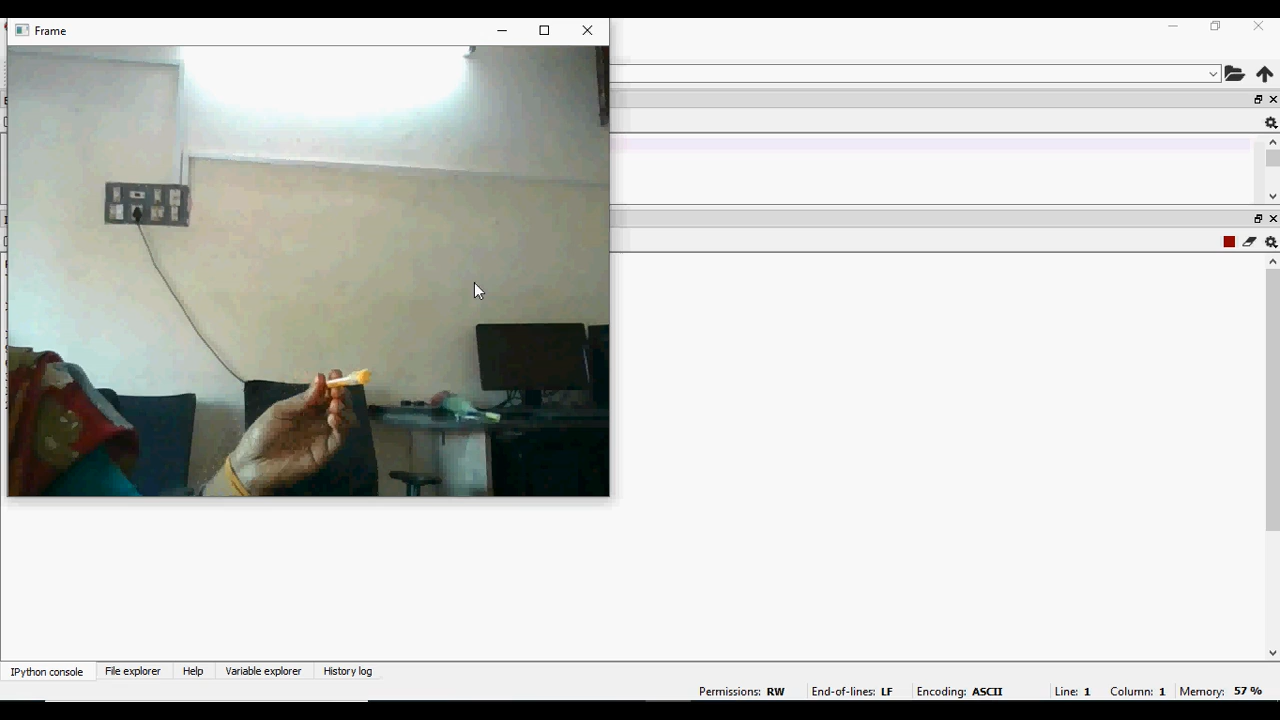 Frame
IPython console File explorer Help Variable explorer History log
Permissions: RW End-of-lines: LF Encoding: ASCII Line: 1 Column: 1 Memory: 57 %